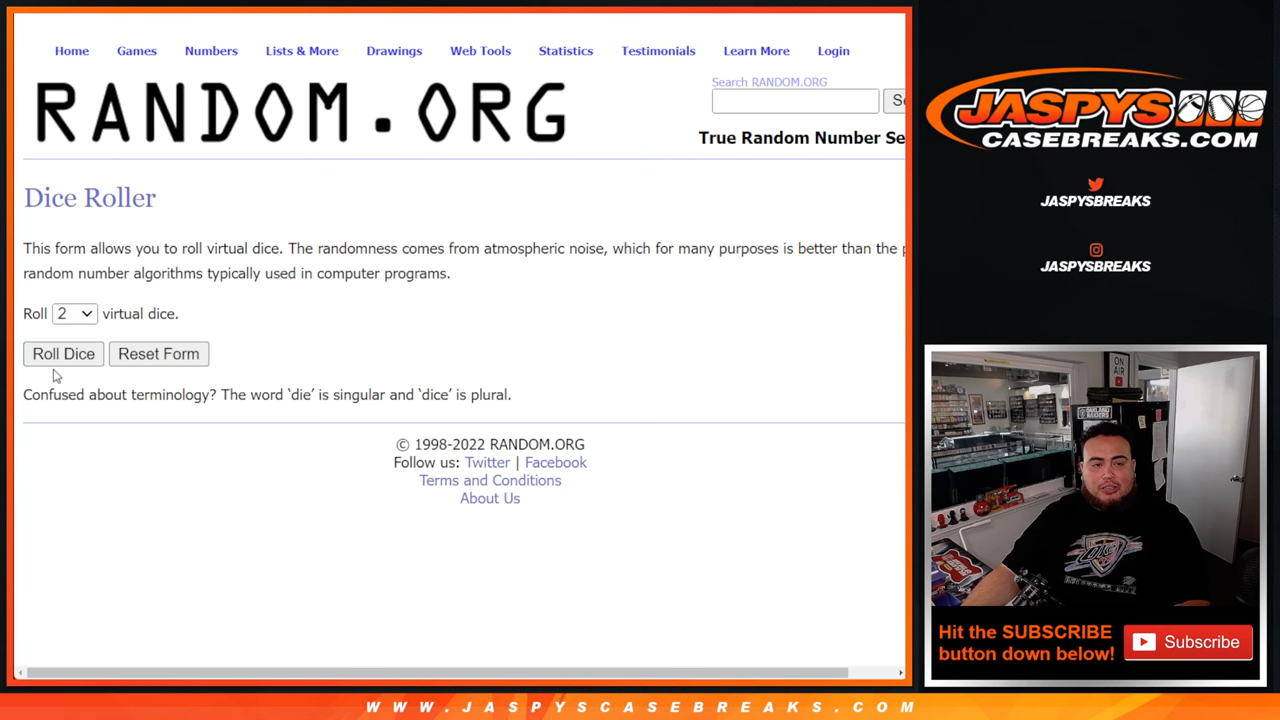 Home Games Numbers Lists & More Drawings Web Tools Statistics Testimonials Learn More Login
RANDOM.ORG
Search RANDOM.ORG
True Random Number Se
Dice Roller
This form allows you to roll virtual dice. The randomness comes from atmospheric noise, which for many purposes is better than the p
random number algorithms typically used in computer programs.
Roll 2 virtual dice.
Roll Dice Reset Form
Confused about terminology? The word ‘die’ is singular and ‘dice’ is plural.
© 1998-2022 RANDOM.ORG
Follow us: Twitter | Facebook
Terms and Conditions
About Us
JASPYS
CASEBREAKS.COM
JASPYSBREAKS
JASPYSBREAKS
ON
AIR
OAKLAND
RAIDERS
OKC
Hit the SUBSCRIBE
button down below!
Subscribe
WWW.JASPYSCASEBREAKS.COM